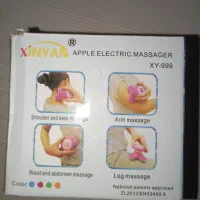 XINYAN®
APPLE ELECTRIC MASSAGER
XY-999
Shoulder and neck massage
Arm massage
Waist and abdomen massage
Leg massage
Color
National patents approved